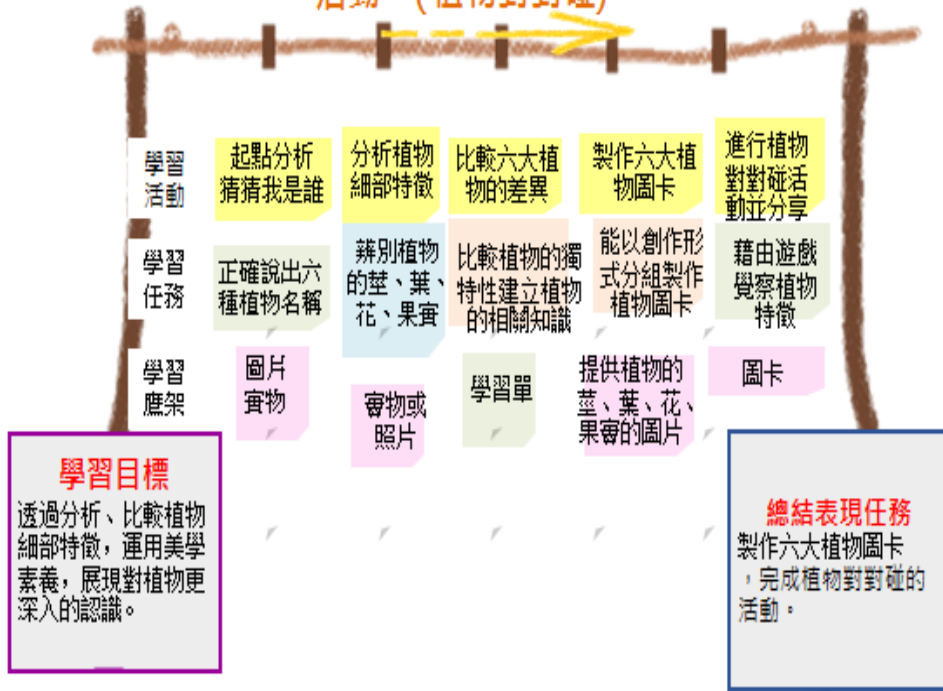 活動一(植物對對碰)
學習
活動
起點分析
猜猜我是誰
分析植物
細部特徵
比較六大植
物的差異
製作六大植
物圖卡
進行植物
對對碰活
動並分享
學習
任務
正確說出六
種植物名稱
辨別植物
的莖、葉、
花、果實
比較植物的獨
特性建立植物
的相關知識
能以創作形
式分組製作
植物圖卡
藉由遊戲
覺察植物
特徵
學習
鷹架
圖片
實物
實物或
照片
學習單
提供植物的
莖、葉、花、
果實的圖片
圖卡
學習目標
透過分析、比較植物
細部特徵，運用美學
素養，展現對植物更
深入的認識。
總結表現任務
製作六大植物圖卡
，完成植物對對碰的
活動。